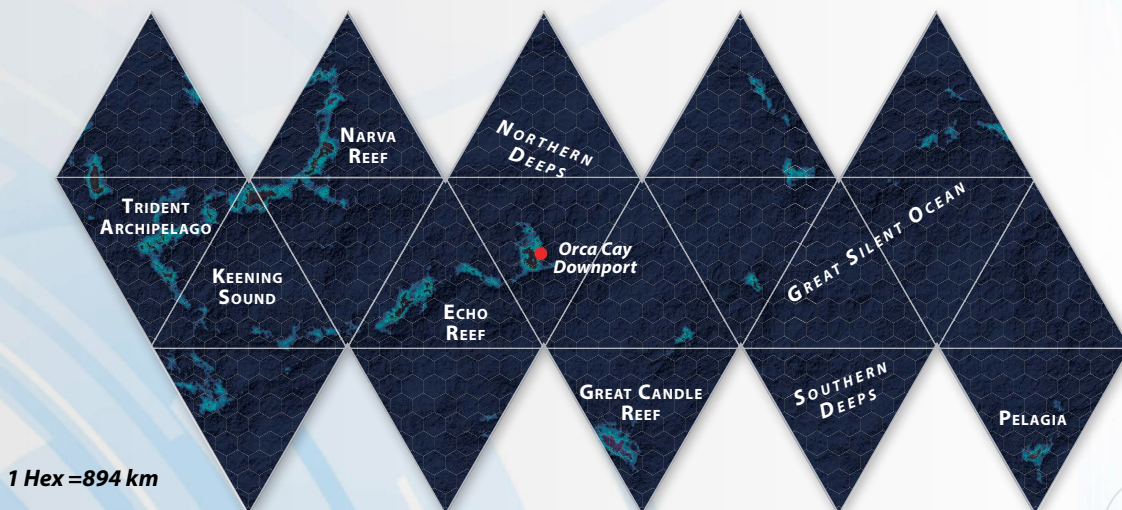 Narva
Reef
Northern
Deeps
Trident
Archipelago
Keening
Sound
Orca Cay
Downport
Great Silent Ocean
Echo
Reef
Great Candle
Reef
Southern
Deeps
Pelagia
1 Hex =894 km